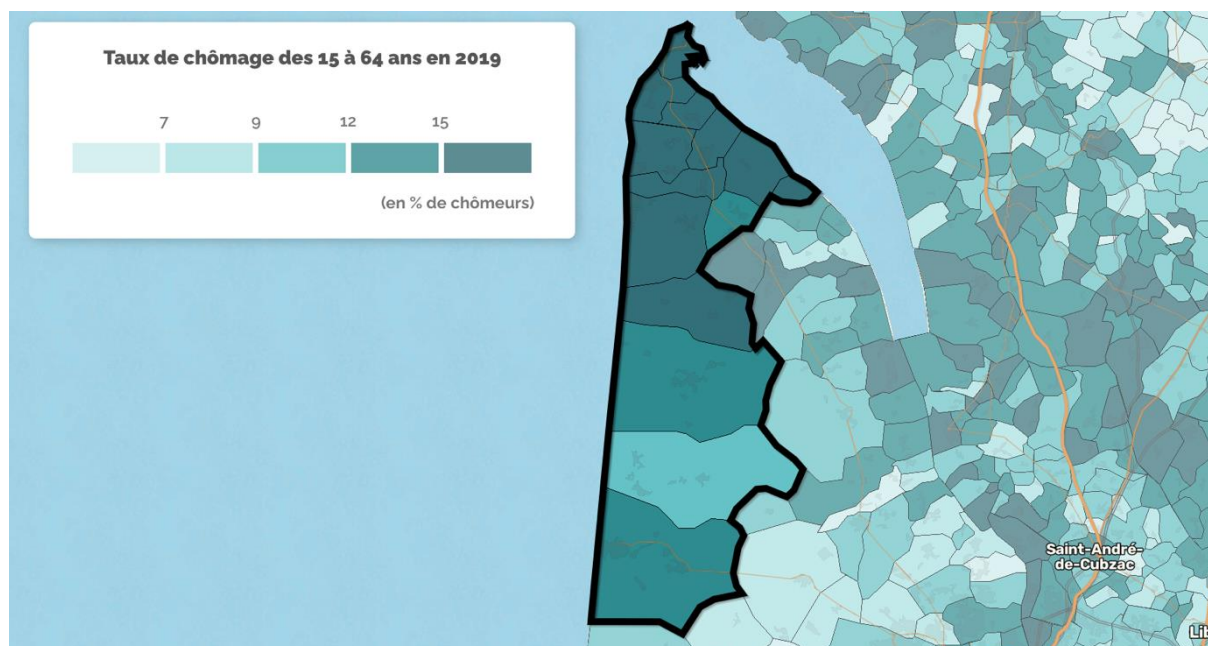 Taux de chômage des 15 à 64 ans en 2019
7 9 12 15
(en % de chômeurs)
Saint-André-
de-Cubzac